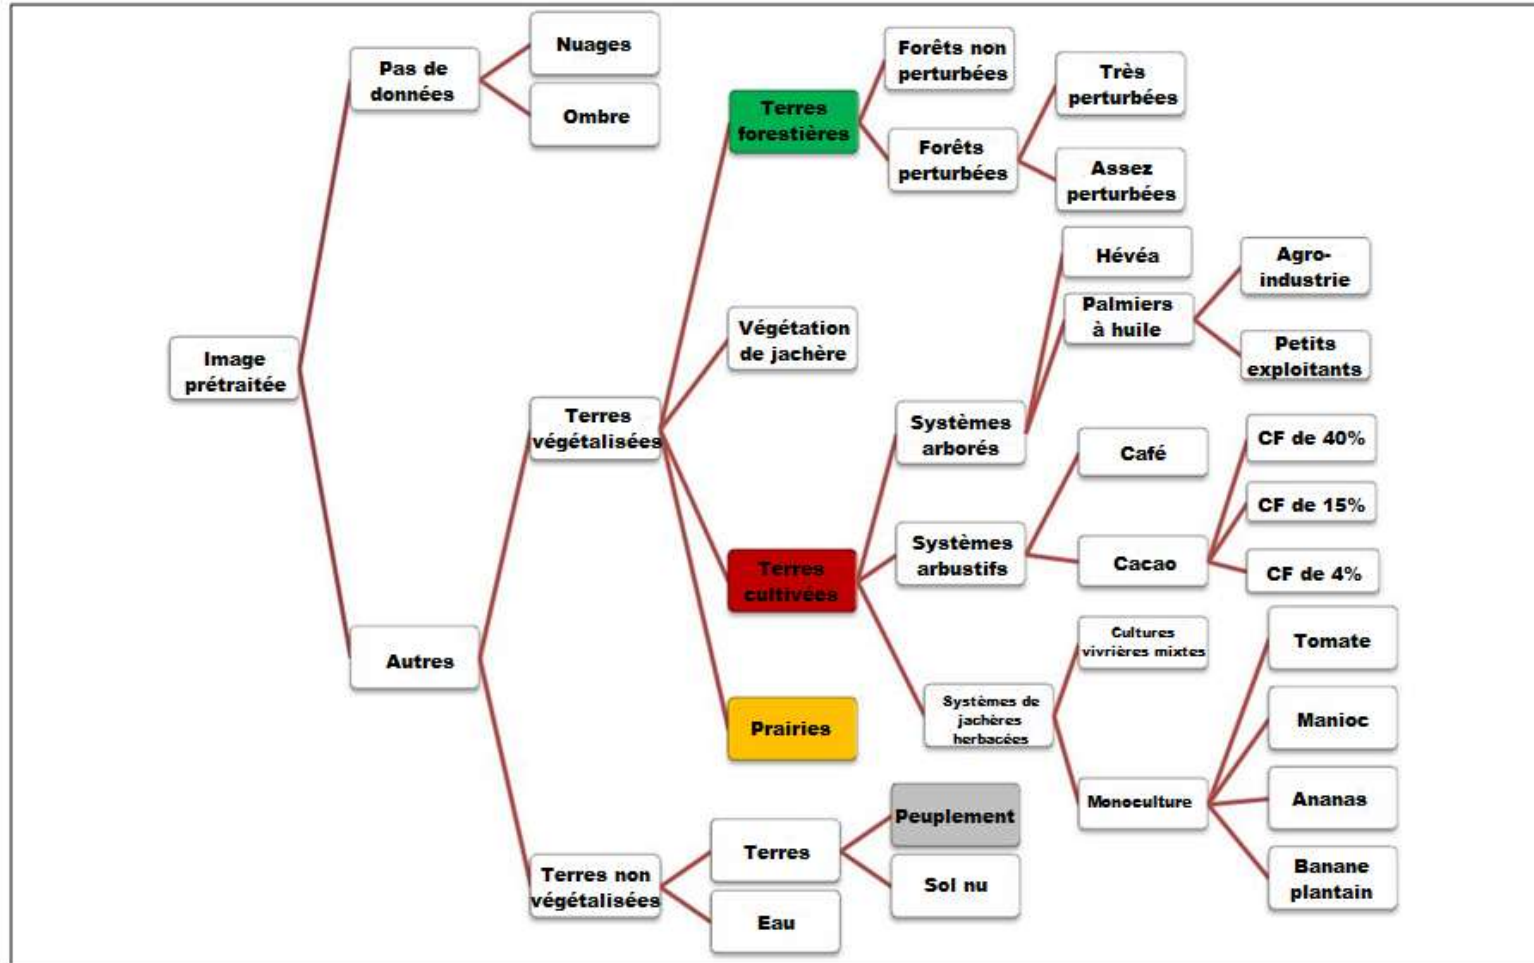 Image
prétraitée
Pas de
données
Nuages
Ombre
Autres
Terres
végétalisées
Terres
forestières
Forêts non
perturbées
Forêts
perturbées
Très
perturbées
Assez
perturbées
Végétation
de jachère
Terres
cultivées
Systèmes
arborés
Hévéa
Palmiers
à huile
Agro-
industrie
Petits
exploitants
Systèmes
arbustifs
Café
Cacao
CF de 40%
CF de 15%
CF de 4%
Systèmes de
jachères
herbacées
Cultures
vivrières mixtes
Monoculture
Tomate
Manioc
Ananas
Banane
plantain
Prairies
Terres non
végétalisées
Terres
Peuplement
Sol nu
Eau